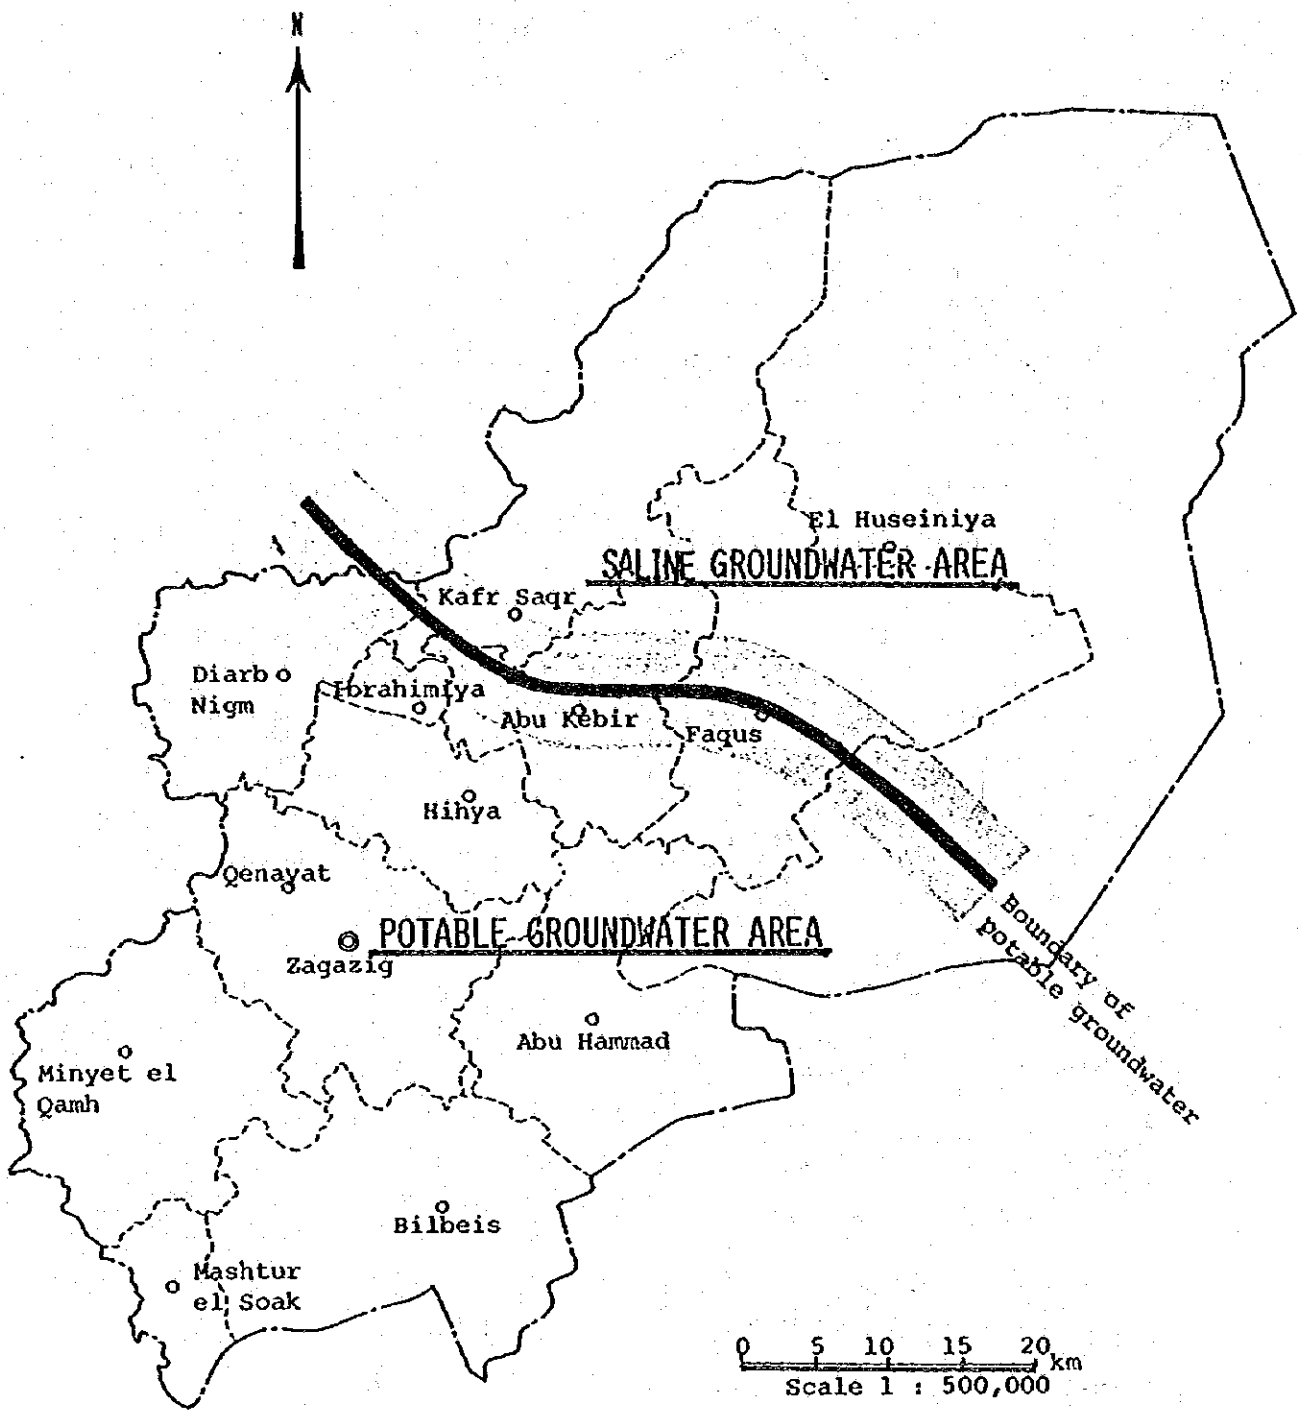 N
El Huseiniya
SALINE GROUNDWATER AREA
Kafr Saqr
Diarb
Nigm
Ibrahimiya
Abu Kebir
Faqus
Hihya
Qenayat
POTABLE GROUNDWATER AREA
Zagazig
Boundary of
potable groundwater
Abu Hammad
Minyet el
Qamh
Bilbeis
Mashtur
el Soak
0 5 10 15 20 km
Scale 1 : 500,000